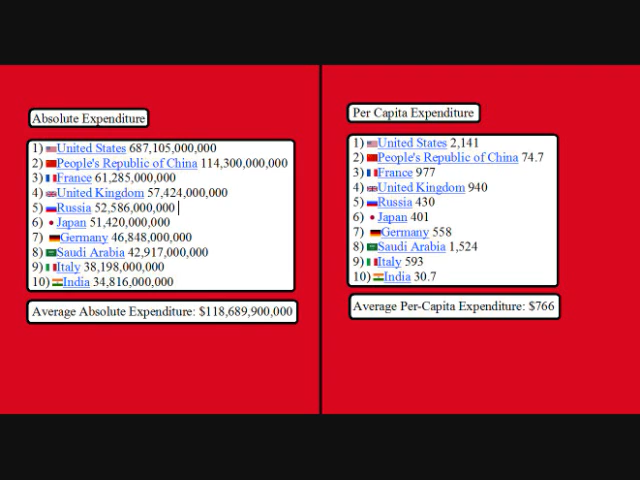 Absolute Expenditure
1) United States 687,105,000,000
2) People's Republic of China 114,300,000,000
3) France 61,285,000,000
4) United Kingdom 57,424,000,000
5) Russia 52,586,000,000
6) Japan 51,420,000,000
7) Germany 46,848,000,000
8) Saudi Arabia 42,917,000,000
9) Italy 38,198,000,000
10) India 34,816,000,000
Average Absolute Expenditure: $118,689,900,000
Per Capita Expenditure
1) United States 2,141
2) People's Republic of China 74.7
3) France 977
4) United Kingdom 940
5) Russia 430
6) Japan 401
7) Germany 558
8) Saudi Arabia 1,524
9) Italy 593
10) India 30.7
Average Per-Capita Expenditure: $766